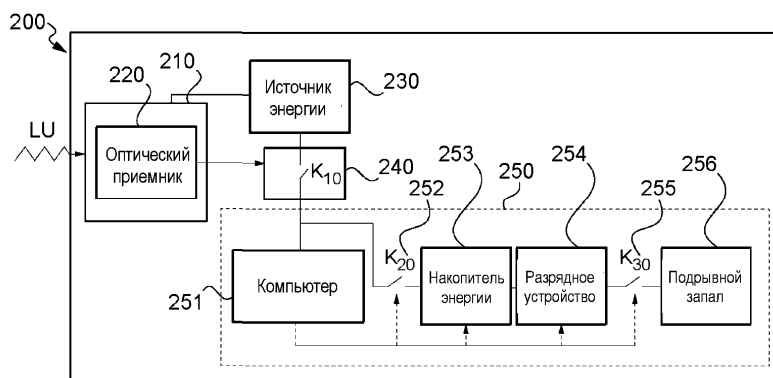 200
220
210
Источник
энергии
230
LU
Оптический
приемник
K10
240
253
254
250
255
256
252
K20
K30
251
Компьютер
Накопитель
энергии
Разрядное
устройство
Подрывной
запал